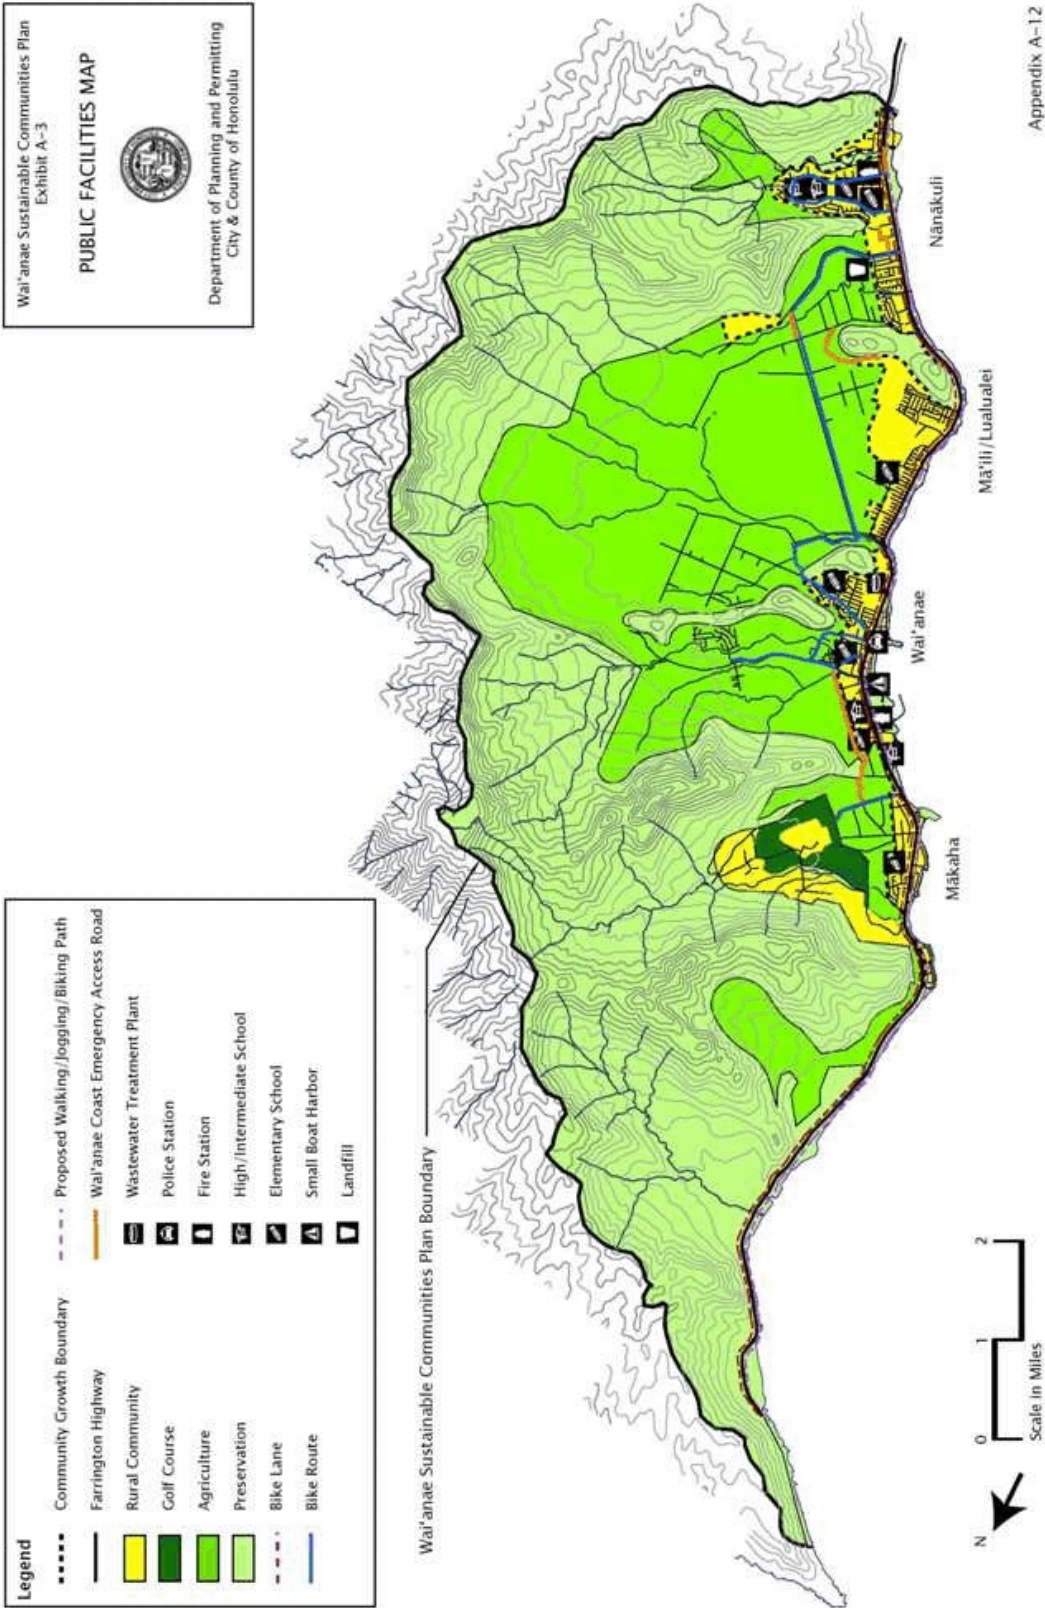 Wai'anae Sustainable Communities Plan
Exhibit A-3
PUBLIC FACILITIES MAP
Department of Planning and Permitting
City & County of Honolulu
Legend
Community Growth Boundary
Farrington Highway
Rural Community
Golf Course
Agriculture
Preservation
Bike Lane
Bike Route
Proposed Walking/Jogging/Biking Path
Wai'anae Coast Emergency Access Road
Wastewater Treatment Plant
Police Station
Fire Station
High/Intermediate School
Elementary School
Small Boat Harbor
Landfill
Wai'anae Sustainable Communities Plan Boundary
Mākaha
Wai'anae
Mā'ili/Lualualei
Nānākuli
N
0
1
2
Scale in Miles
Appendix A-12